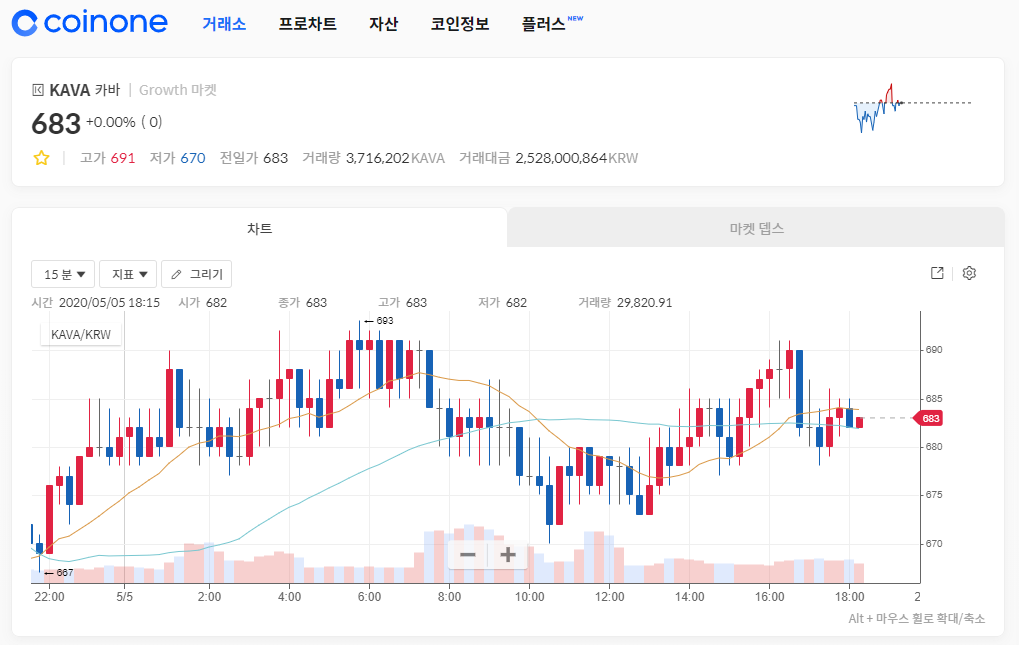 coinone 거래소 프로차트 자산 코인정보 플러스 NEW
KAVA 카바 | Growth 마켓
683 +0.00% ( 0)
고가 691 저가 670 전일가 683 거래량 3,716,202KAVA 거래대금 2,528,000,864KRW
차트 마켓 뎁스
15 분 지표 그리기
시간 2020/05/05 18:15 시가 682 종가 683 고가 683 저가 682 거래량 29,820.91
KAVA/KRW
693
690
685
683
680
675
670
667
22:00 5/5 2:00 4:00 6:00 8:00 10:00 12:00 14:00 16:00 18:00 2
Alt + 마우스 휠로 확대/축소